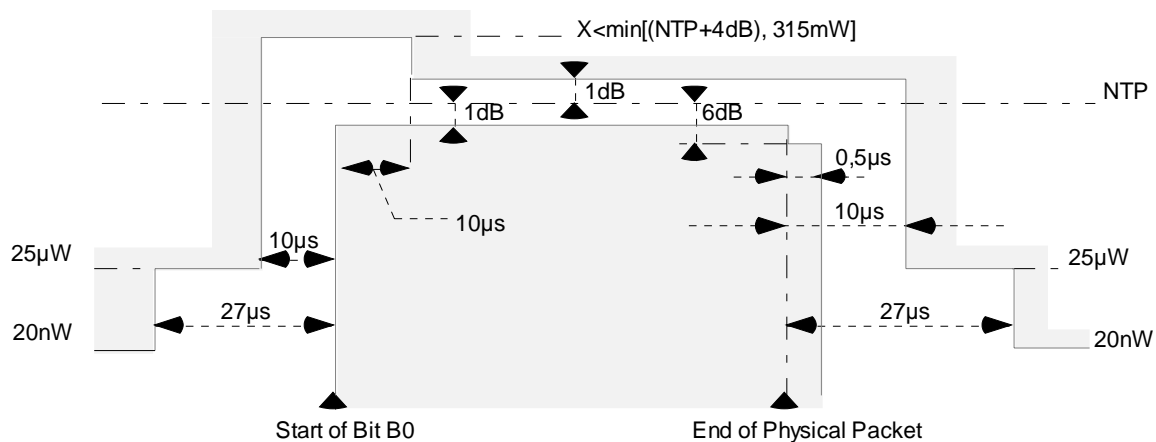 X<min[(NTP+4dB), 315mW]
NTP
1dB
1dB
6dB
0,5µs
10µs
10µs
10µs
25µW
25µW
27µs
27µs
20nW
20nW
Start of Bit B0
End of Physical Packet